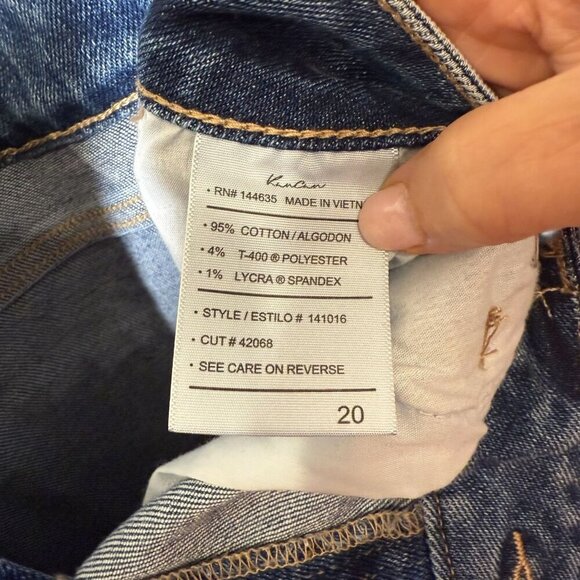 KanCan
• RN# 144635 MADE IN VIETN
• 95% COTTON / ALGODON
• 4% T-400 ® POLYESTER
• 1% LYCRA ® SPANDEX
• STYLE / ESTILO # 141016
• CUT # 42068
• SEE CARE ON REVERSE
20